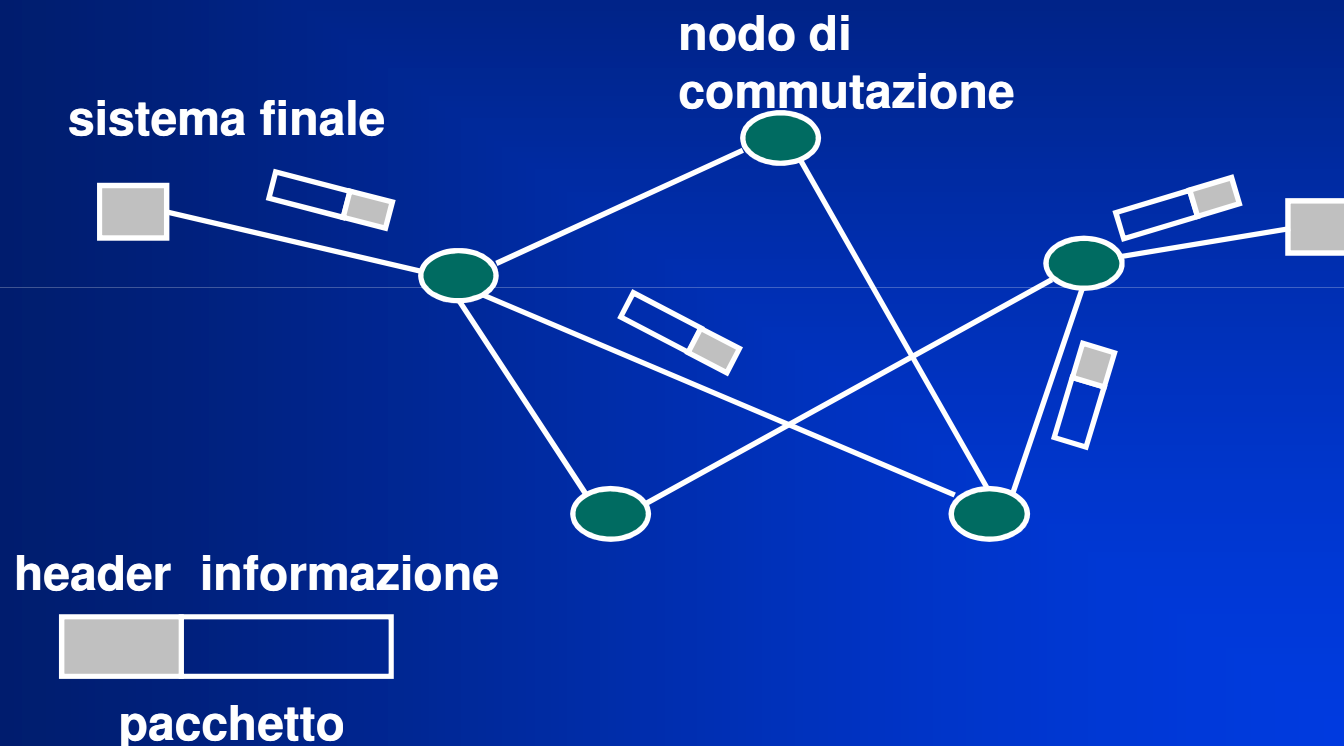 nodo di
commutazione
sistema finale
header informazione
pacchetto